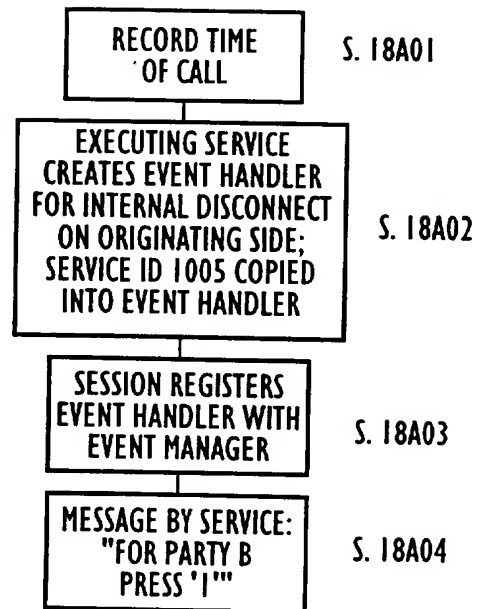 RECORD TIME
OF CALL
S. 18A01
EXECUTING SERVICE
CREATES EVENT HANDLER
FOR INTERNAL DISCONNECT
ON ORIGINATING SIDE;
SERVICE ID 1005 COPIED
INTO EVENT HANDLER
S. 18A02
SESSION REGISTERS
EVENT HANDLER WITH
EVENT MANAGER
S. 18A03
MESSAGE BY SERVICE:
"FOR PARTY B
PRESS '1'"
S. 18A04